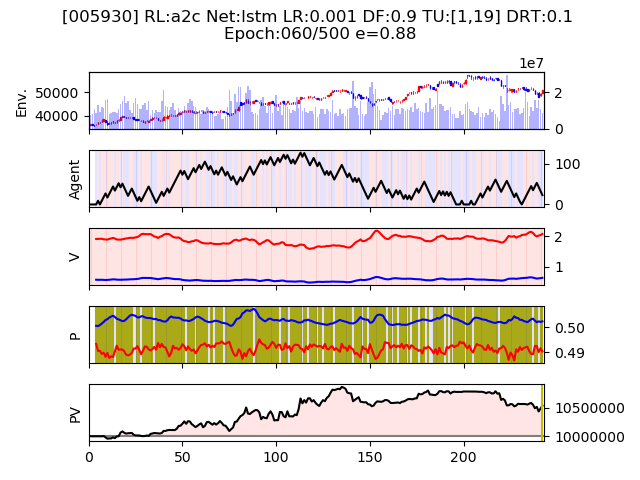 [005930] RL:a2c Net:lstm LR:0.001 DF:0.9 TU:[1,19] DRT:0.1
Epoch:060/500 e=0.88
1e7
Env.
50000
40000
2
0
Agent
100
0
V
2
1
P
0.50
0.49
PV
10500000
10000000
0
50
100
150
200